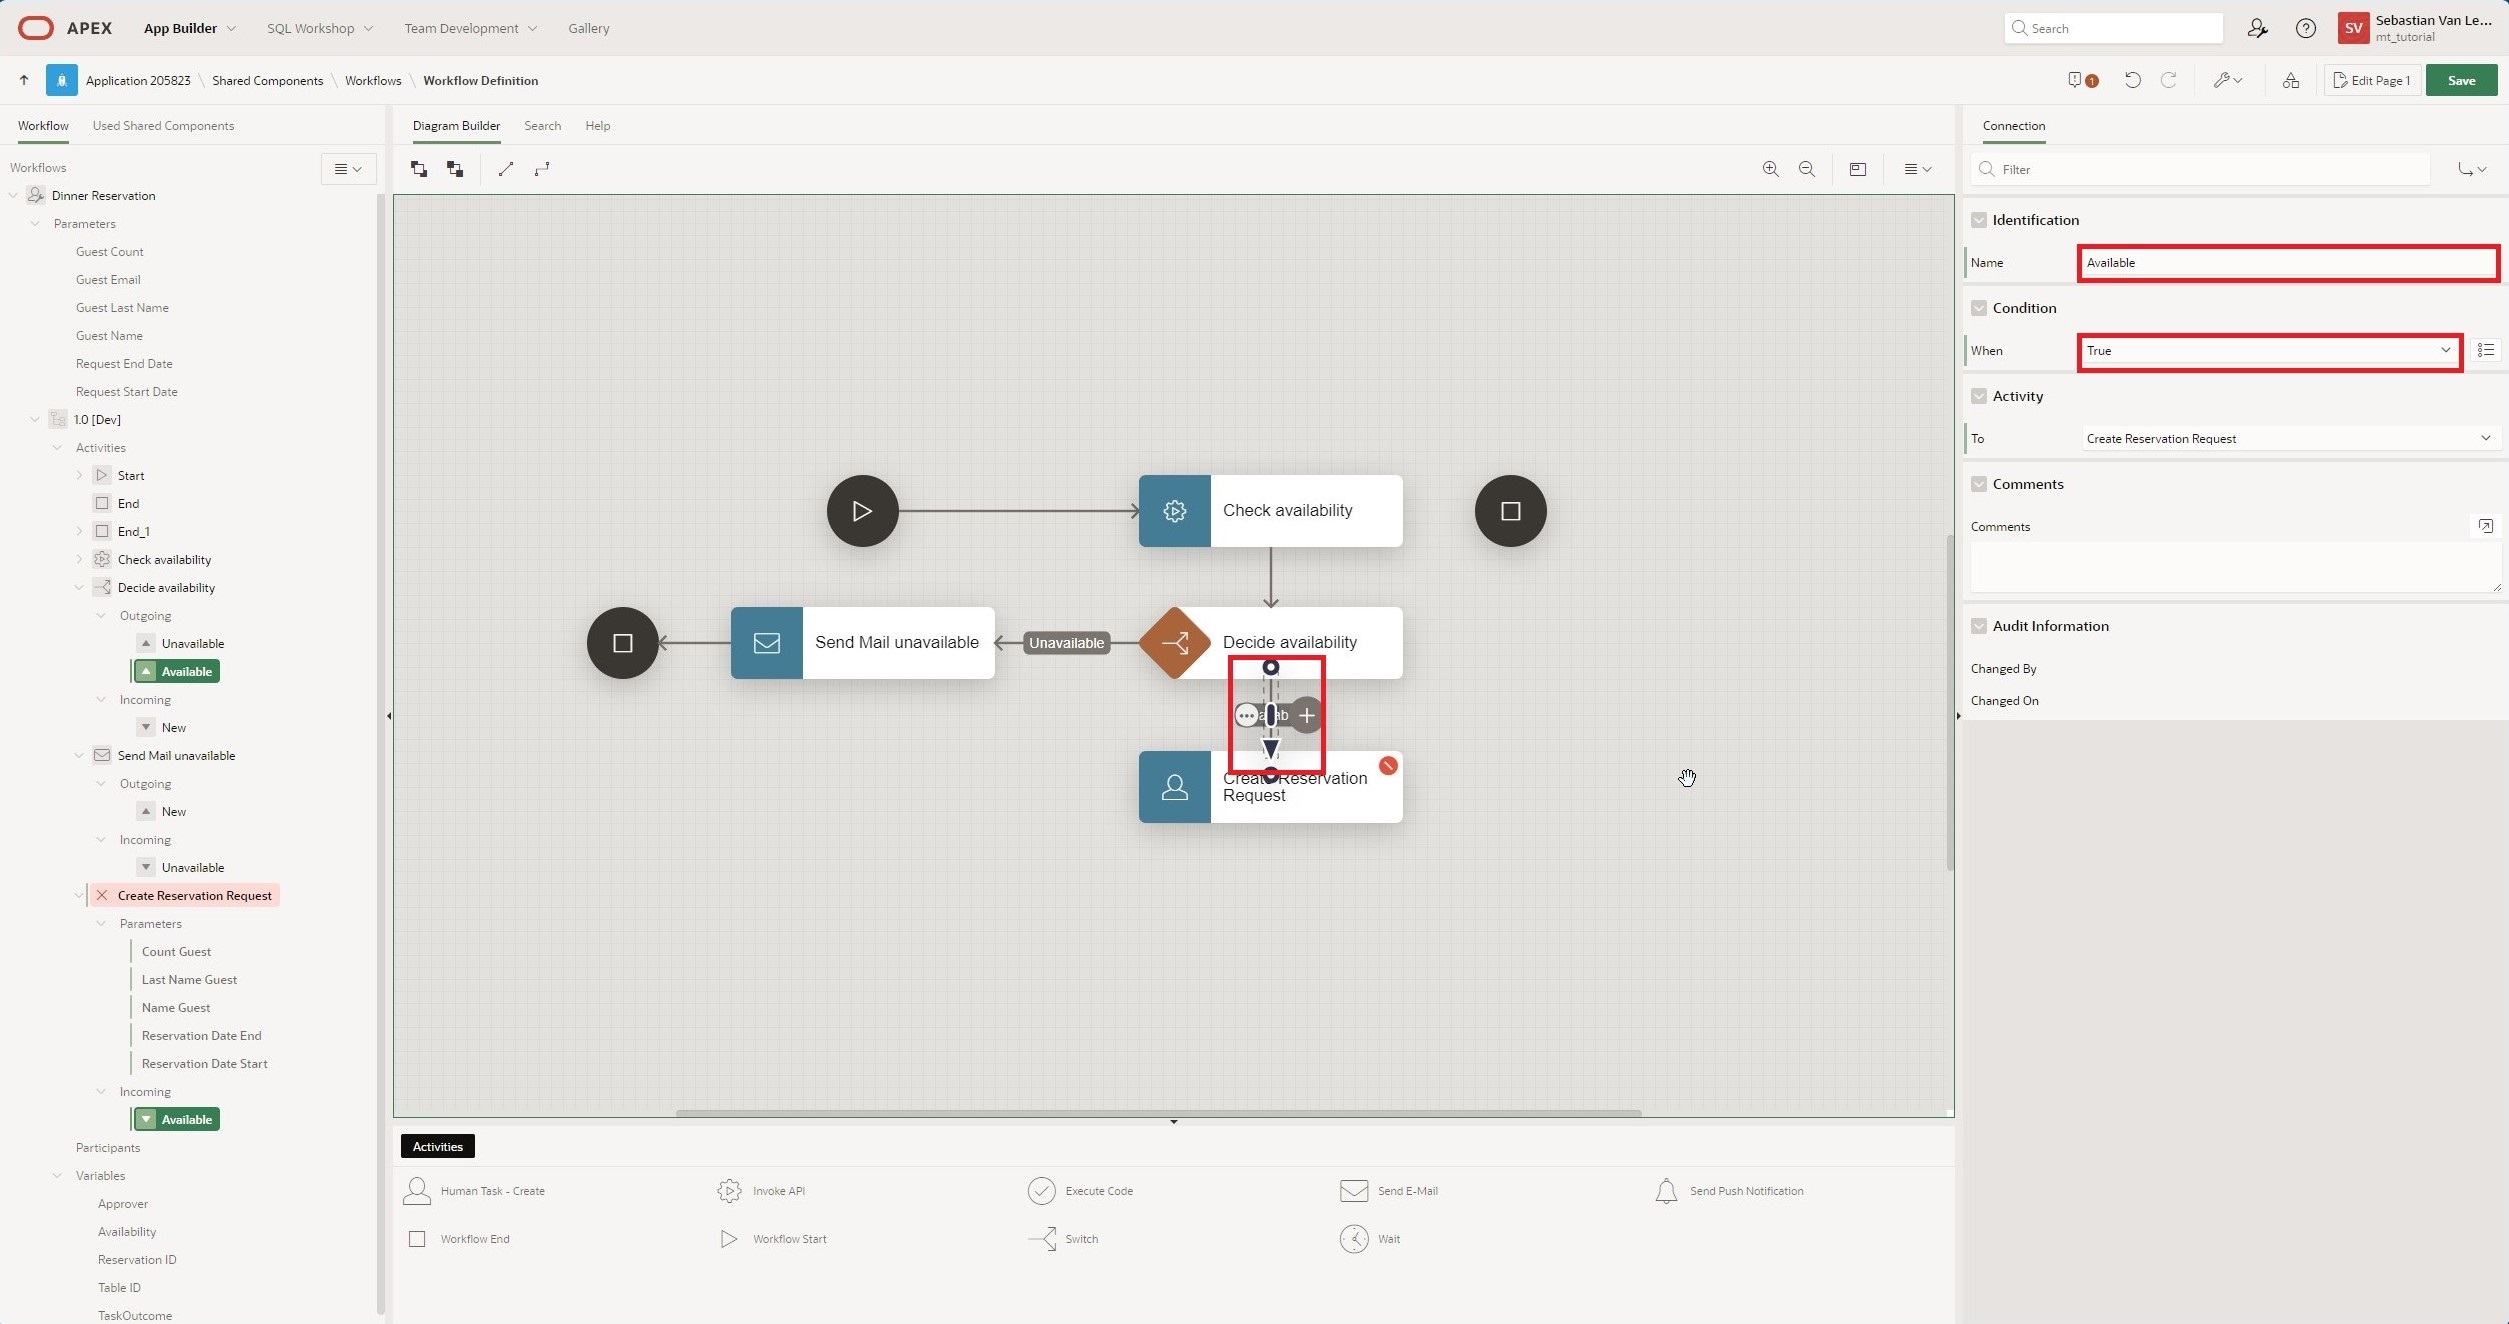 APEX App Builder SQL Workshop Team Development Gallery Search SV Sebastian Van Le... mt_tutorial
Application 205823 \ Shared Components \ Workflows \ Workflow Definition 1 Edit Page 1 Save
Workflow Used Shared Components
Workflows
Dinner Reservation
Parameters
Guest Count
Guest Email
Guest Last Name
Guest Name
Request End Date
Request Start Date
1.0 [Dev]
Activities
Start
End
End_1
Check availability
Decide availability
Outgoing
Unavailable
Available
Incoming
New
Send Mail unavailable
Outgoing
New
Incoming
Unavailable
Create Reservation Request
Parameters
Count Guest
Last Name Guest
Name Guest
Reservation Date End
Reservation Date Start
Incoming
Available
Participants
Variables
Approver
Availability
Reservation ID
Table ID
TaskOutcome
Diagram Builder Search Help
Check availability
Send Mail unavailable
Unavailable
Decide availability
Create Reservation
Request
Activities
Human Task - Create
Invoke API
Execute Code
Send E-Mail
Send Push Notification
Workflow End
Workflow Start
Switch
Wait
Connection
Filter
Identification
Name Available
Condition
When True
Activity
To Create Reservation Request
Comments
Comments
Audit Information
Changed By
Changed On